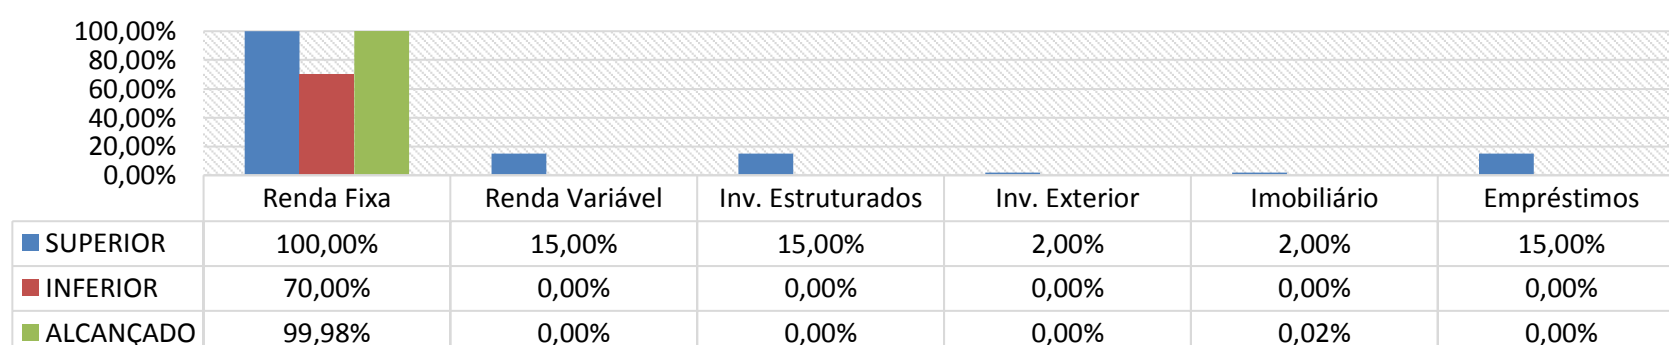 100,00%
80,00%
60,00%
40,00%
20,00%
0,00%
Renda Fixa Renda Variável Inv. Estruturados Inv. Exterior Imobiliário Empréstimos
SUPERIOR 100,00% 15,00% 15,00% 2,00% 2,00% 15,00%
INFERIOR 70,00% 0,00% 0,00% 0,00% 0,00% 0,00%
ALCANÇADO 99,98% 0,00% 0,00% 0,00% 0,02% 0,00%